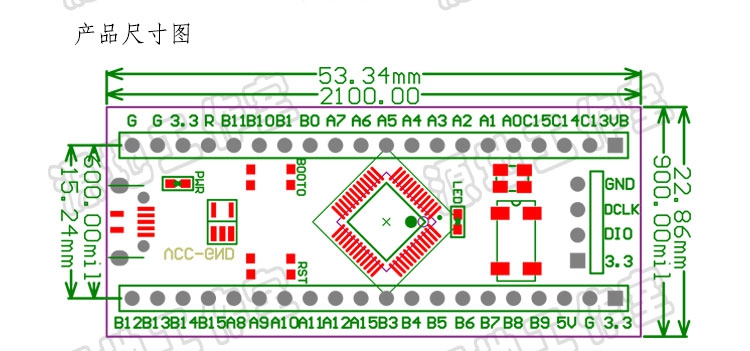 产品尺寸图
53.34mm
2100.00
G G 3.3 R B11B10B1 B0 A7 A6 A5 A4 A3 A2 A1 A0C15C14C13VB
600.00mil
15.24mm
PWR
BOOT0
LED
GND
DCLK
DIO
3.3
900.00mil
22.86mm
ACC-GND
RST
B12B13B14B15A8 A9A10A11A12A15B3 B4 B5 B6 B7 B8 B9 5V G 3.3